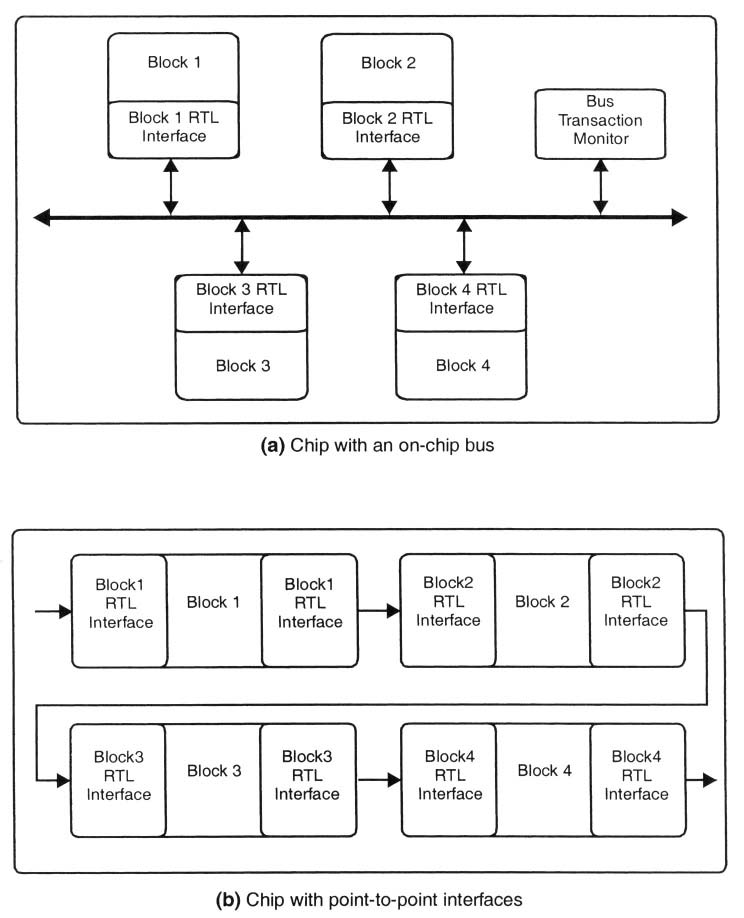 Block 1
Block 1 RTL
Interface
Block 2
Block 2 RTL
Interface
Bus
Transaction
Monitor
Block 3 RTL
Interface
Block 3
Block 4 RTL
Interface
Block 4
(a) Chip with an on-chip bus
Block1
RTL
Interface
Block 1
Block1
RTL
Interface
Block2
RTL
Interface
Block 2
Block2
RTL
Interface
Block3
RTL
Interface
Block 3
Block3
RTL
Interface
Block4
RTL
Interface
Block 4
Block4
RTL
Interface
(b) Chip with point-to-point interfaces